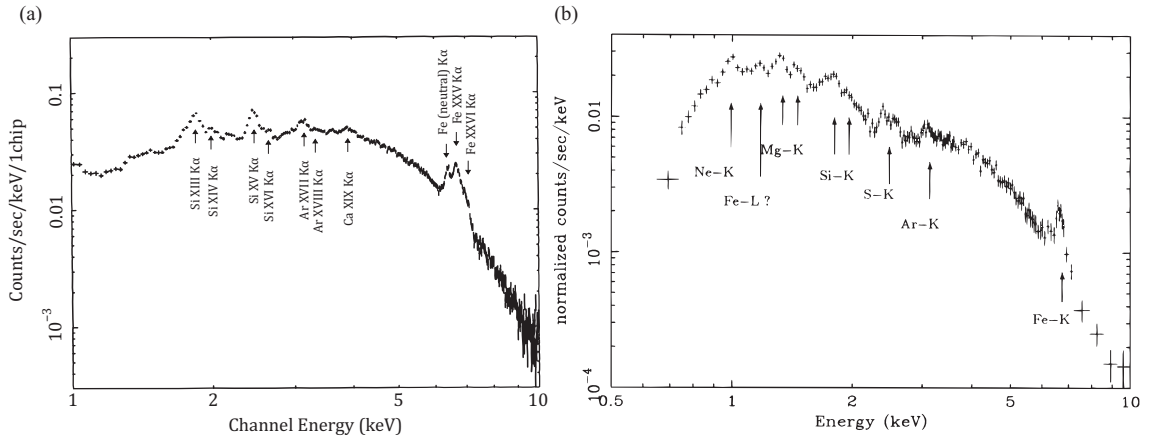 (a)
Counts/sec/keV/1chip
0.1
0.01
10⁻³
Si XIII Kα
Si XIV Kα
Si XV Kα
Si XVI Kα
Ar XVII Kα
Ar XVIII Kα
Ca XIX Kα
Fe (neutral) Kα
Fe XXV Kα
Fe XXVI Kα
1
2
5
10
Channel Energy (keV)
(b)
normalized counts/sec/keV
0.01
10⁻³
10⁻⁴
Ne-K
Fe-L ?
Mg-K
Si-K
S-K
Ar-K
Fe-K
0.5
1
2
5
10
Energy (keV)